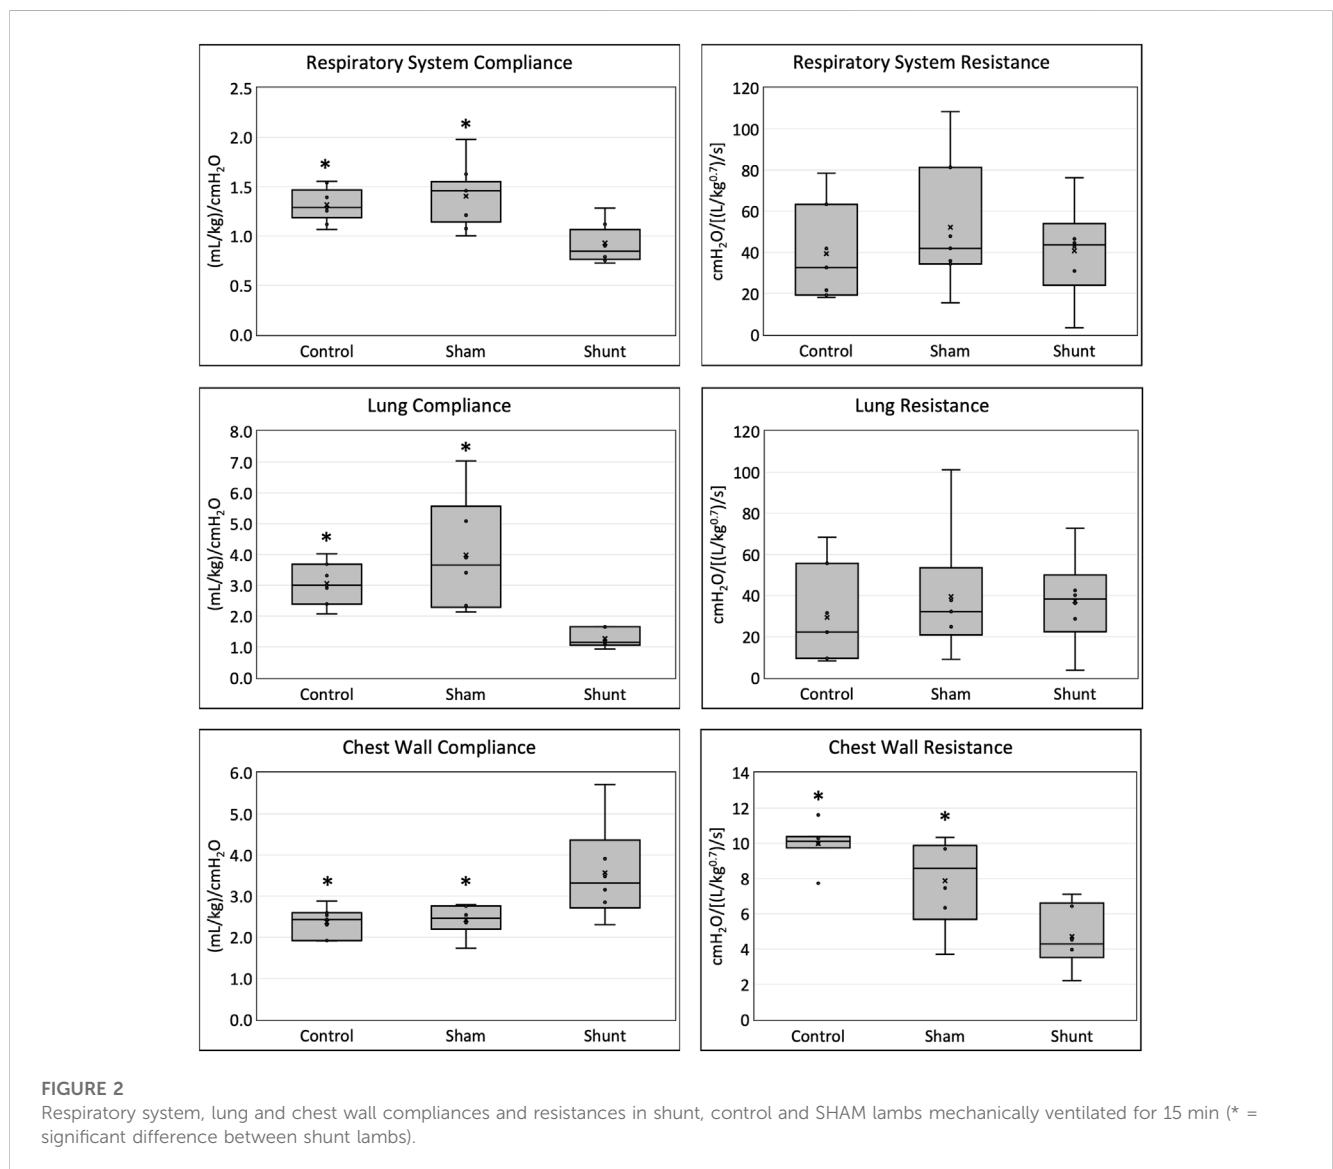 Respiratory System Compliance
(mL/kg)/cmH₂O
2.5
2.0
1.5
1.0
0.5
0.0
*
*
Control Sham Shunt
Respiratory System Resistance
cmH₂O/[(L/kg⁰·⁷)/s]
120
100
80
60
40
20
0
Control Sham Shunt
Lung Compliance
(mL/kg)/cmH₂O
8.0
7.0
6.0
5.0
4.0
3.0
2.0
1.0
0.0
*
*
Control Sham Shunt
Lung Resistance
cmH₂O/[(L/kg⁰·⁷)/s]
120
100
80
60
40
20
0
Control Sham Shunt
Chest Wall Compliance
(mL/kg)/cmH₂O
6.0
5.0
4.0
3.0
2.0
1.0
0.0
*
*
Control Sham Shunt
Chest Wall Resistance
cmH₂O/[(L/kg⁰·⁷)/s]
14
12
10
8
6
4
2
0
*
*
Control Sham Shunt
FIGURE 2
Respiratory system, lung and chest wall compliances and resistances in shunt, control and SHAM lambs mechanically ventilated for 15 min (* =
significant difference between shunt lambs).